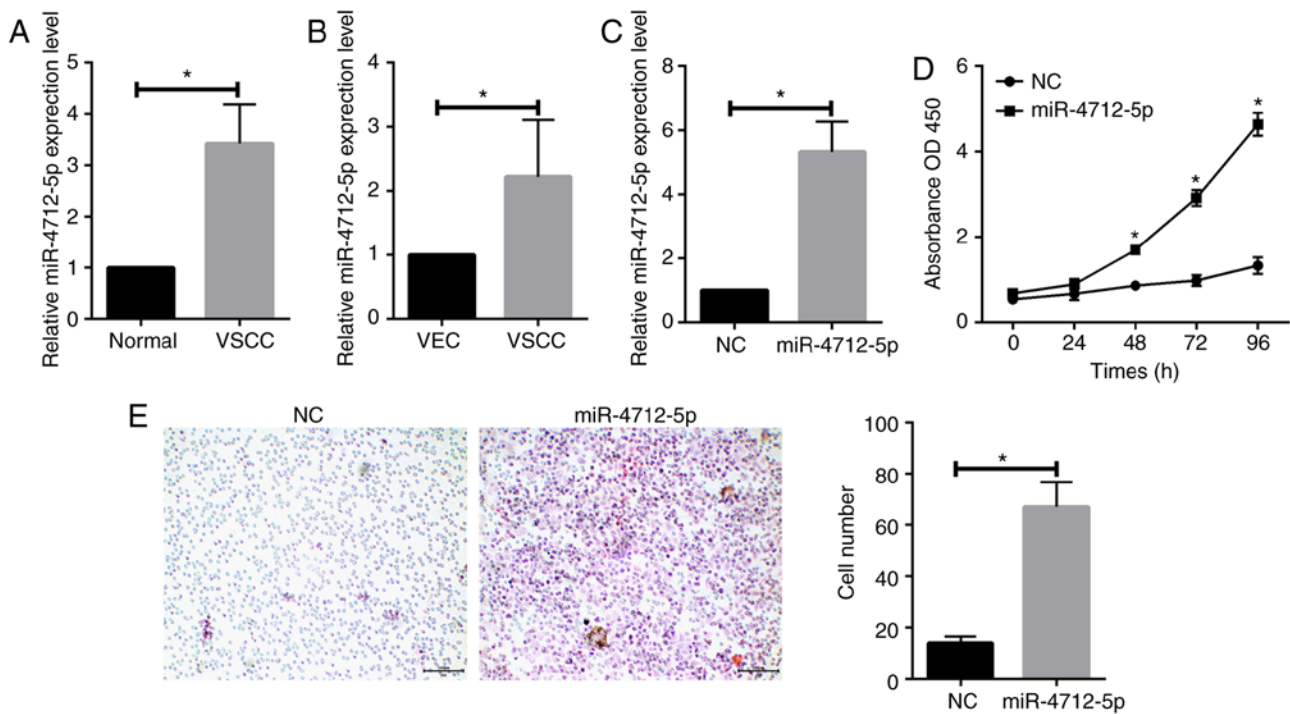 A
Relative miR-4712-5p exprection level
5
4
3
2
1
0
*
Normal VSCC
B
Relative miR-4712-5p exprection level
4
3
2
1
0
*
VEC VSCC
C
Relative miR-4712-5p exprection level
8
6
4
2
0
*
NC miR-4712-5p
D
Absorbance OD 450
6
4
2
0
NC
miR-4712-5p
*
*
*
0 24 48 72 96
Times (h)
E
NC
miR-4712-5p
Cell number
100
80
60
40
20
0
*
NC miR-4712-5p